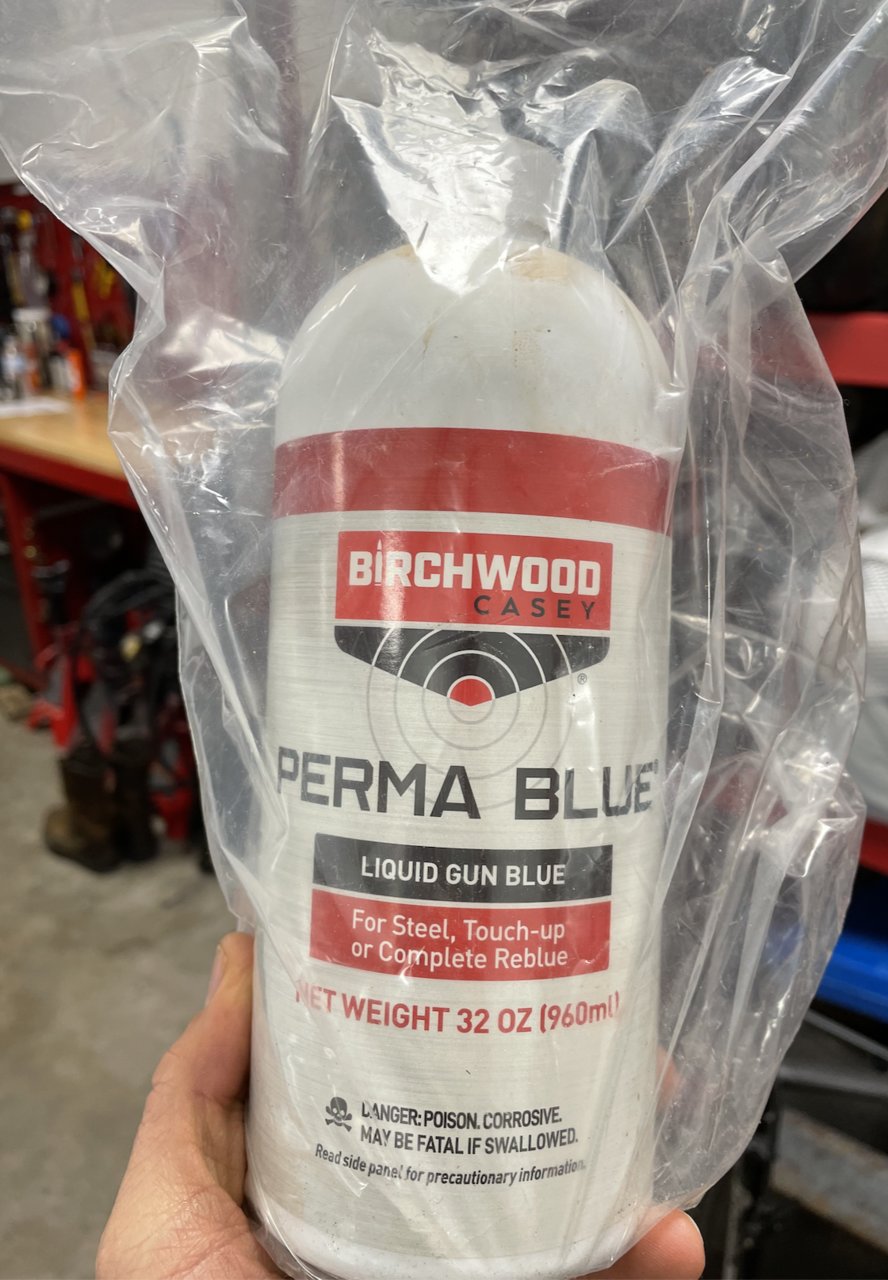 BIRCHWOOD
CASEY
®
PERMA BLUE®
LIQUID GUN BLUE
For Steel, Touch-up
or Complete Reblue
NET WEIGHT 32 OZ (960ml)
DANGER: POISON. CORROSIVE.
MAY BE FATAL IF SWALLOWED.
Read side panel for precautionary information.